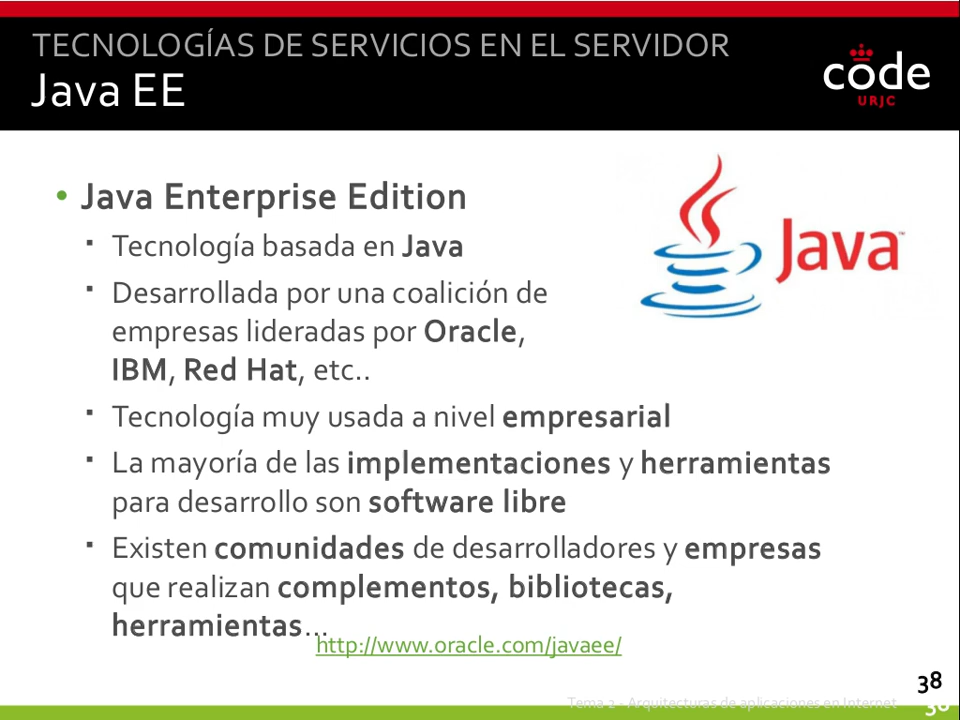 TECNOLOGÍAS DE SERVICIOS EN EL SERVIDOR
Java EE
code
URJC
• Java Enterprise Edition
▪ Tecnología basada en Java
▪ Desarrollada por una coalición de
empresas lideradas por Oracle,
IBM, Red Hat, etc..
▪ Tecnología muy usada a nivel empresarial
▪ La mayoría de las implementaciones y herramientas
para desarrollo son software libre
▪ Existen comunidades de desarrolladores y empresas
que realizan complementos, bibliotecas,
herramientas...
Java™
http://www.oracle.com/javaee/
38
Tema 2 - Arquitecturas de aplicaciones en Internet